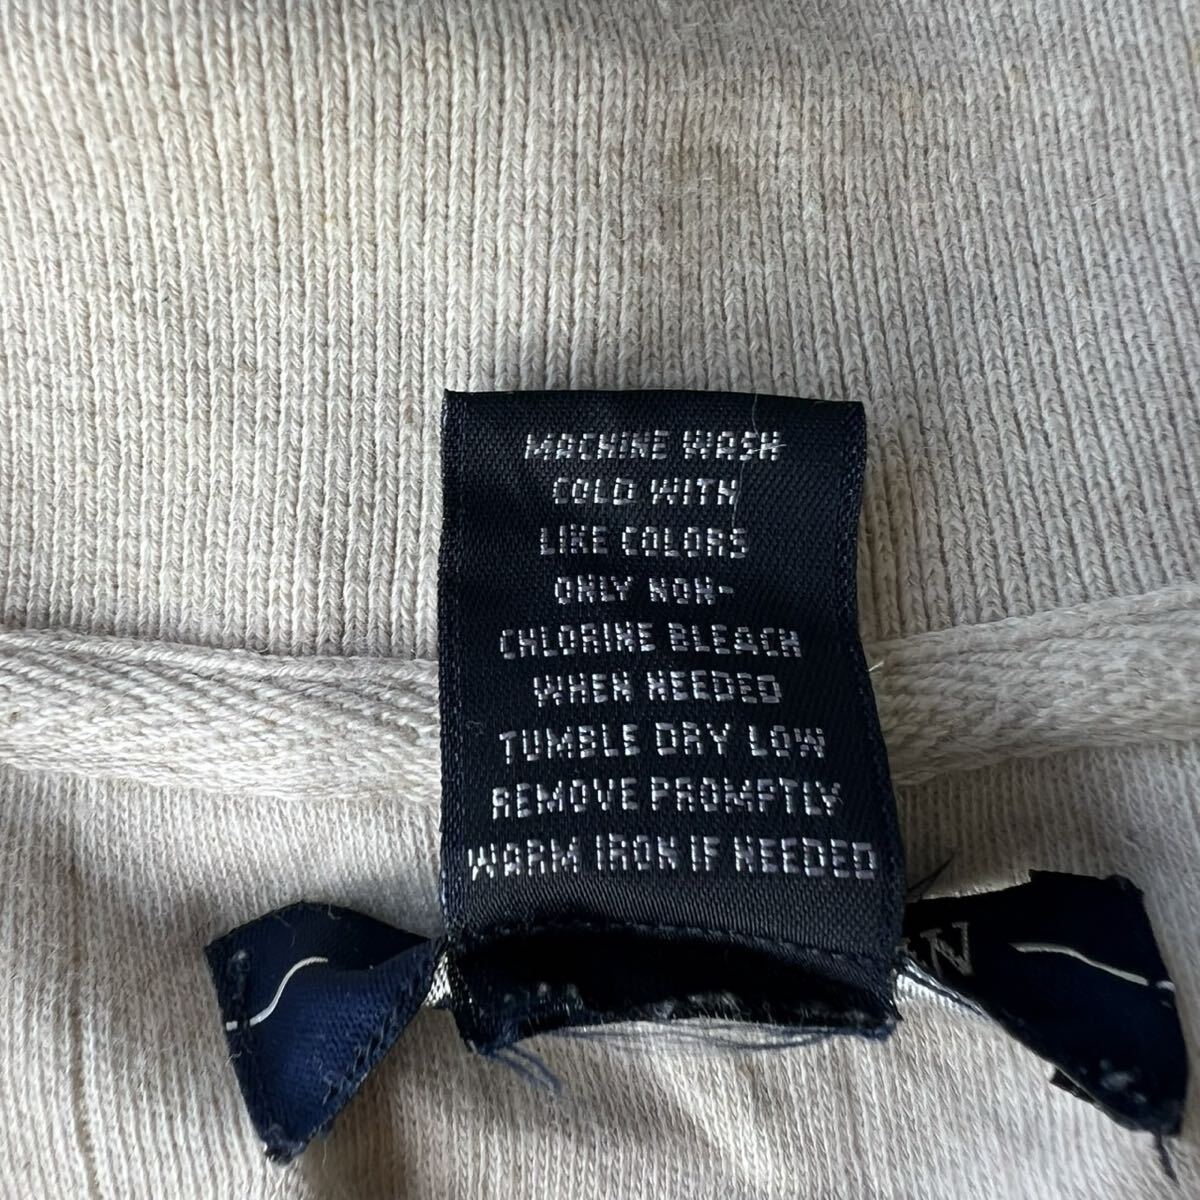 MACHINE WASH
COLD WITH
LIKE COLORS
ONLY NON-
CHLORINE BLEACH
WHEN NEEDED
TUMBLE DRY LOW
REMOVE PROMPTLY
WARM IRON IF NEEDED
M